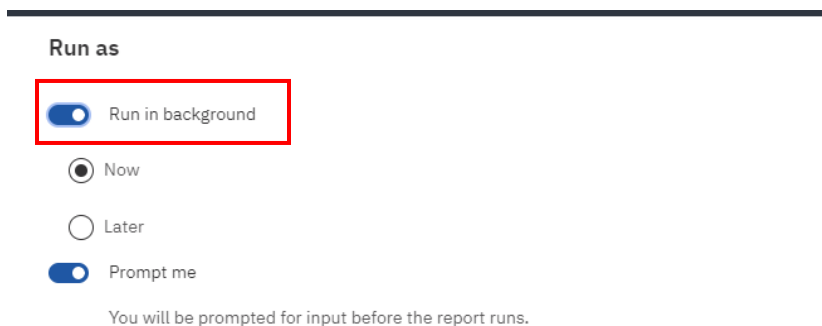 Run as
Run in background
Now
Later
Prompt me
You will be prompted for input before the report runs.